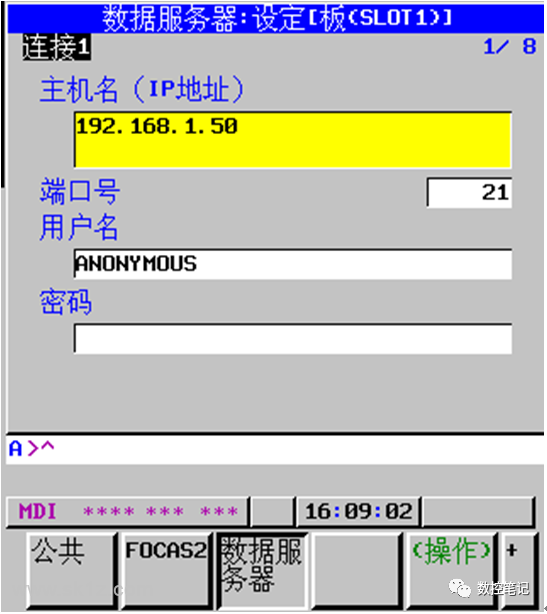 数据服务器:设定[板(SLOT1)]
连接1 1/ 8
主机名（IP地址）
192.168.1.50
端口号 21
用户名
ANONYMOUS
密码
A>^
MDI **** *** *** 16:09:02
公共 FOCAS2 数据服务器 (操作) +
数控笔记